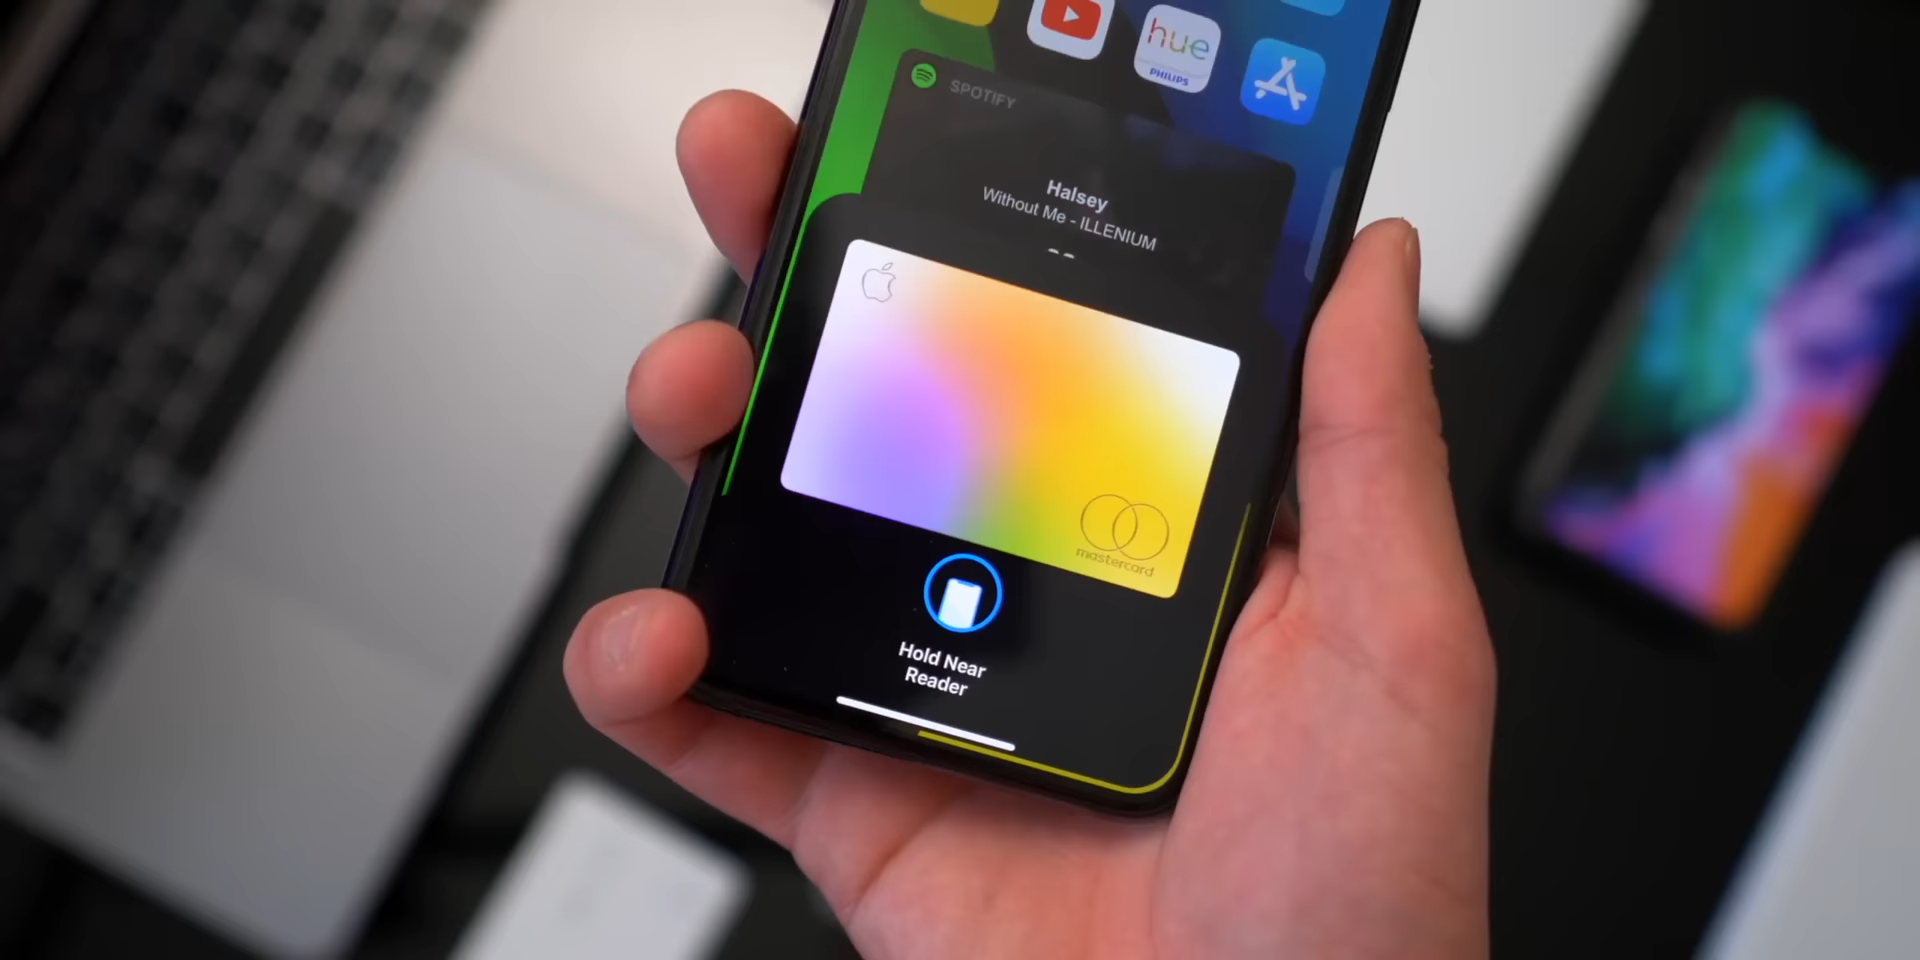 hue
PHILIPS
SPOTIFY
Halsey
Without Me - ILLENIUM
mastercard
Hold Near
Reader